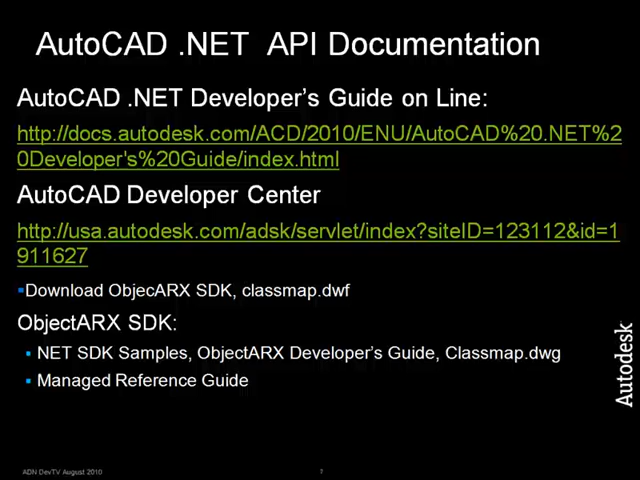 AutoCAD .NET API Documentation
AutoCAD .NET Developer's Guide on Line:
http://docs.autodesk.com/ACD/2010/ENU/AutoCAD%20.NET%2
0Developer's%20Guide/index.html
AutoCAD Developer Center
http://usa.autodesk.com/adsk/servlet/index?siteID=123112&id=1
911627
▪Download ObjecARX SDK, classmap.dwf
ObjectARX SDK:
▪ NET SDK Samples, ObjectARX Developer's Guide, Classmap.dwg
▪ Managed Reference Guide
Autodesk
ADN DevTV August 2010
7